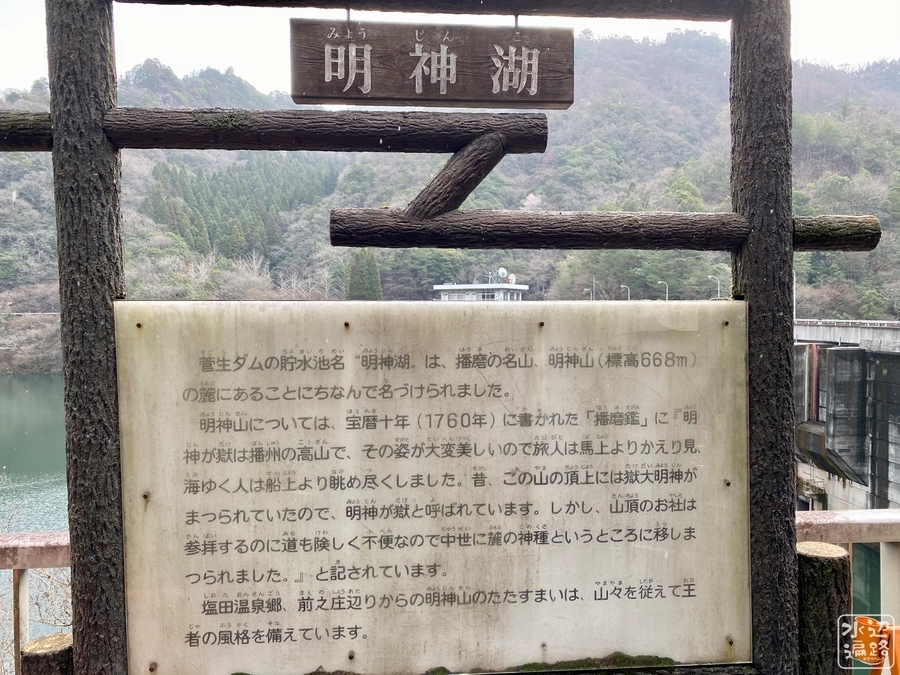 明神湖
菅生ダムの貯水池名〝明神湖〟は、播磨の名山、明神山(標高668m)
の麓にあることにちなんで名づけられました。
明神山については、宝暦十年(1760年)に書かれた「播磨鑑」に『明
神が嶽は播州の高山で、その姿が大変美しいので旅人は馬上よりかえり見、
海ゆく人は船上より眺め尽くしました。昔、この山の頂上には嶽大明神が
まつられていたので、明神が嶽と呼ばれています。しかし、山頂のお社は
参拝するのに道も険しく不便なので中世に麓の神種というところに移しま
つられました。』と記されています。
塩田温泉郷、前之庄辺りからの明神山のたたずまいは、山々を従えて王
者の風格を備えています。
水辺遍路